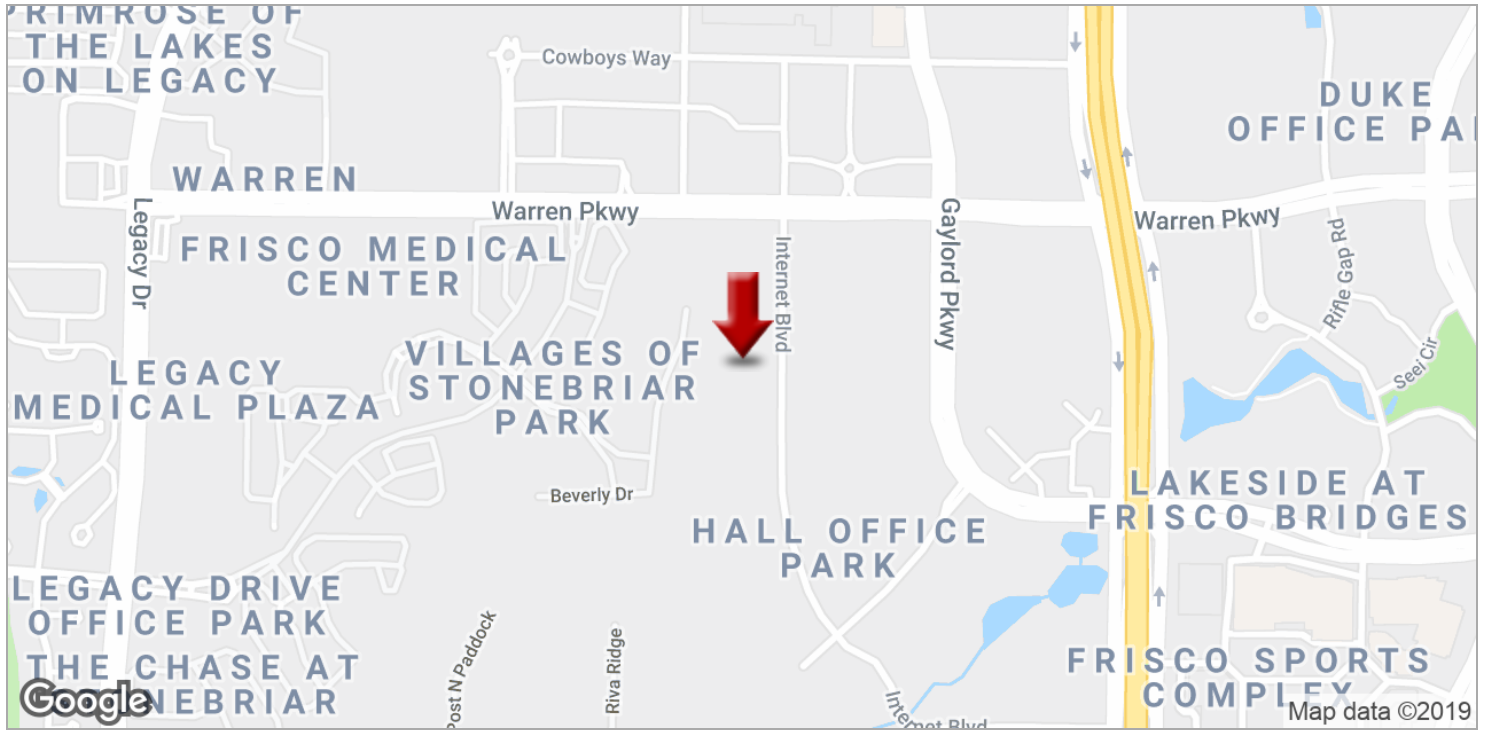 PRIMROSE OF
THE LAKES
ON LEGACY
Cowboys Way
DUKE
OFFICE PA
WARREN
Warren Pkwy
Warren Pkwy
Legacy Dr
FRISCO MEDICAL
CENTER
Internet Blvd
Gaylord Pkwy
Rifle Gap Rd
Seei Cir
VILLAGES OF
STONEBRIAR
PARK
LEGACY
MEDICAL PLAZA
Beverly Dr
LAKESIDE AT
FRISCO BRIDGES
HALL OFFICE
PARK
LEGACY DRIVE
OFFICE PARK
Post N Paddock
Riva Ridge
THE CHASE AT
NEBRIAR
FRISCO SPORTS
COMPLEX
Internet Blvd
Google
Map data ©2019